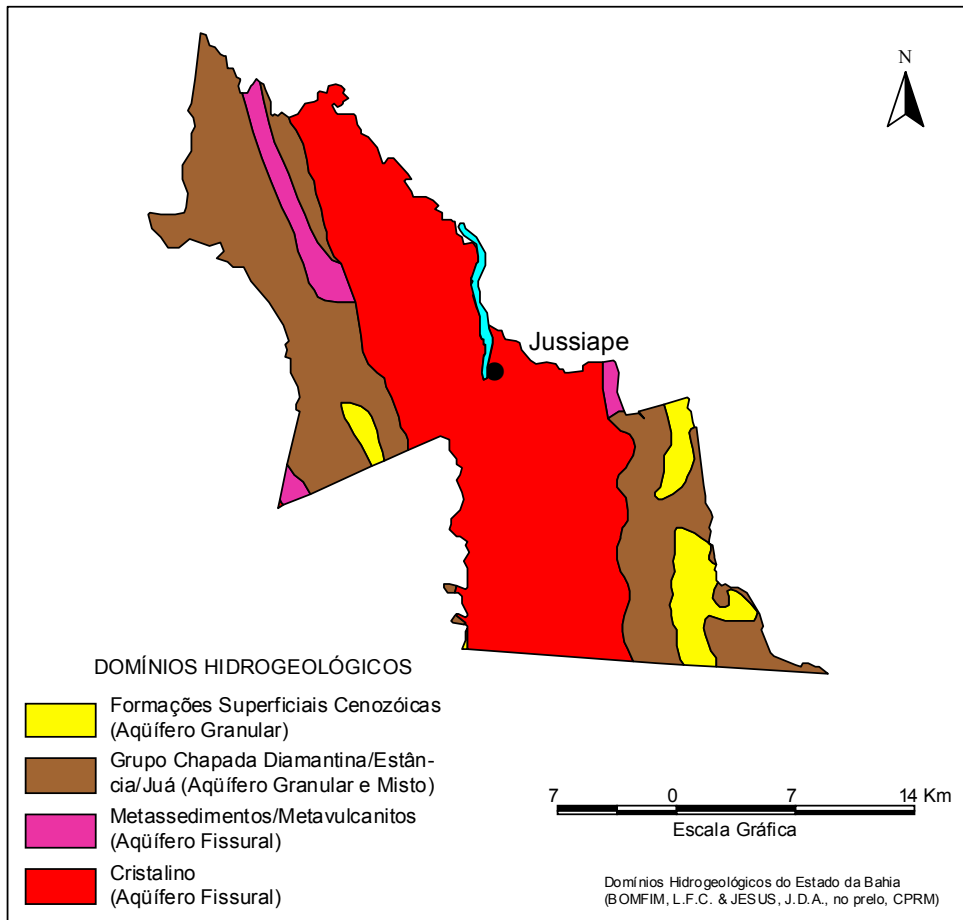 N
Jussiape
DOMÍNIOS HIDROGEOLÓGICOS
Formações Superficiais Cenozóicas
(Aqüífero Granular)
Grupo Chapada Diamantina/Estân-
cia/Juá (Aqüífero Granular e Misto)
Metassedimentos/Metavulcanitos
(Aqüífero Fissural)
Cristalino
(Aqüífero Fissural)
7 0 7 14 Km
Escala Gráfica
Domínios Hidrogeológicos do Estado da Bahia
(BOMFIM, L.F.C. & JESUS, J.D.A., no prelo, CPRM)